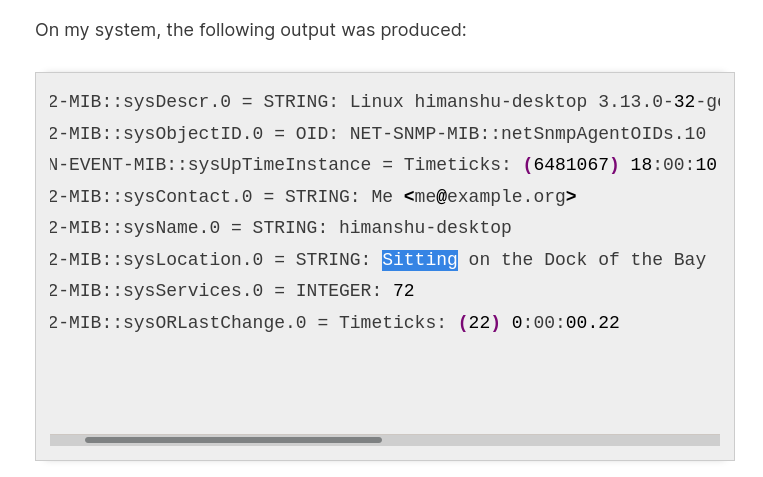 On my system, the following output was produced:
2-MIB::sysDescr.0 = STRING: Linux himanshu-desktop 3.13.0-32-ge
2-MIB::sysObjectID.0 = OID: NET-SNMP-MIB::netSnmpAgentOIDs.10
N-EVENT-MIB::sysUpTimeInstance = Timeticks: (6481067) 18:00:10
2-MIB::sysContact.0 = STRING: Me <me@example.org>
2-MIB::sysName.0 = STRING: himanshu-desktop
2-MIB::sysLocation.0 = STRING: Sitting on the Dock of the Bay
2-MIB::sysServices.0 = INTEGER: 72
2-MIB::sysORLastChange.0 = Timeticks: (22) 0:00:00.22